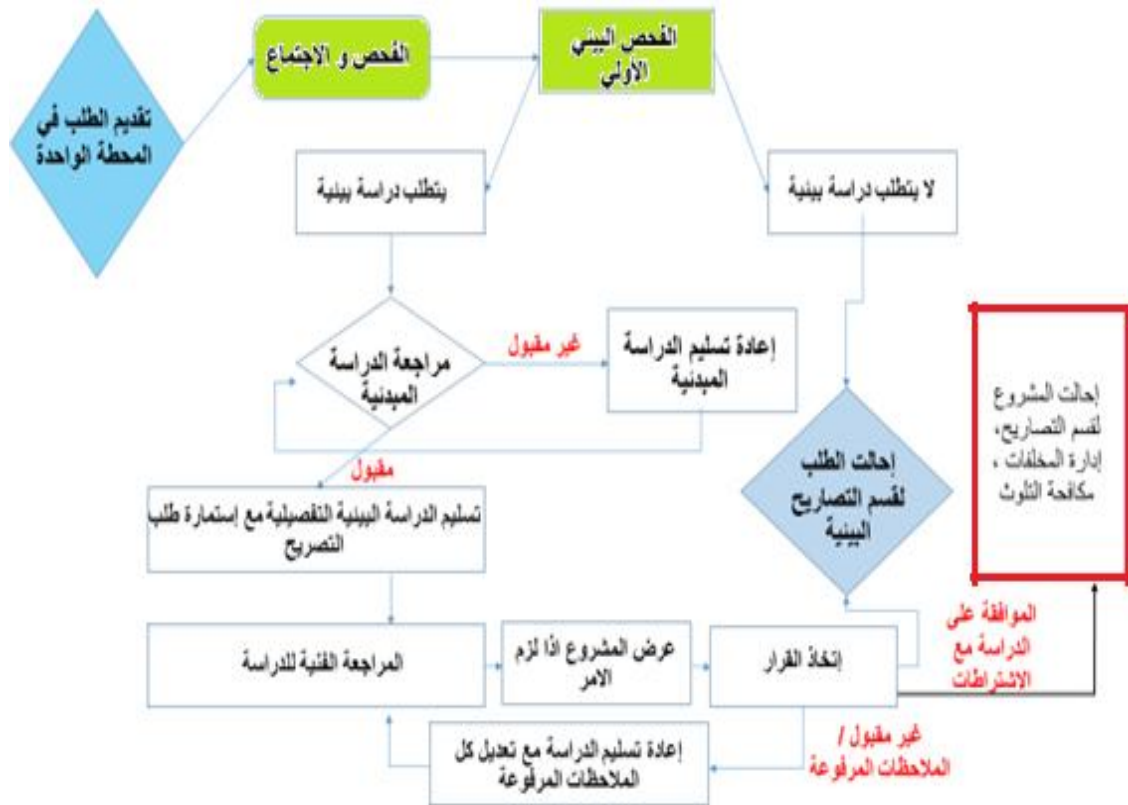 تقديم الطلب في
المحطة الواحدة
الفحص و الاجتماع
الفحص البيئي
الأولي
يتطلب دراسة بيئية
لا يتطلب دراسة بيئية
مراجعة الدراسة
المبدئية
غير مقبول
إعادة تسليم الدراسة
المبدئية
مقبول
إحالت الطلب
لقسم التصاريح
البيئية
إحالت المشروع
لقسم التصاريح،
إدارة المخلفات ،
مكافحة التلوث
تسليم الدراسة البيئية التفصيلية مع إستمارة طلب
التصريح
المراجعة الفنية للدراسة
عرض المشروع اذا لزم
الامر
إتخاذ القرار
الموافقة على
الدراسة مع
الاشتراطات
غير مقبول /
الملاحظات المرفوعة
إعادة تسليم الدراسة مع تعديل كل
الملاحظات المرفوعة